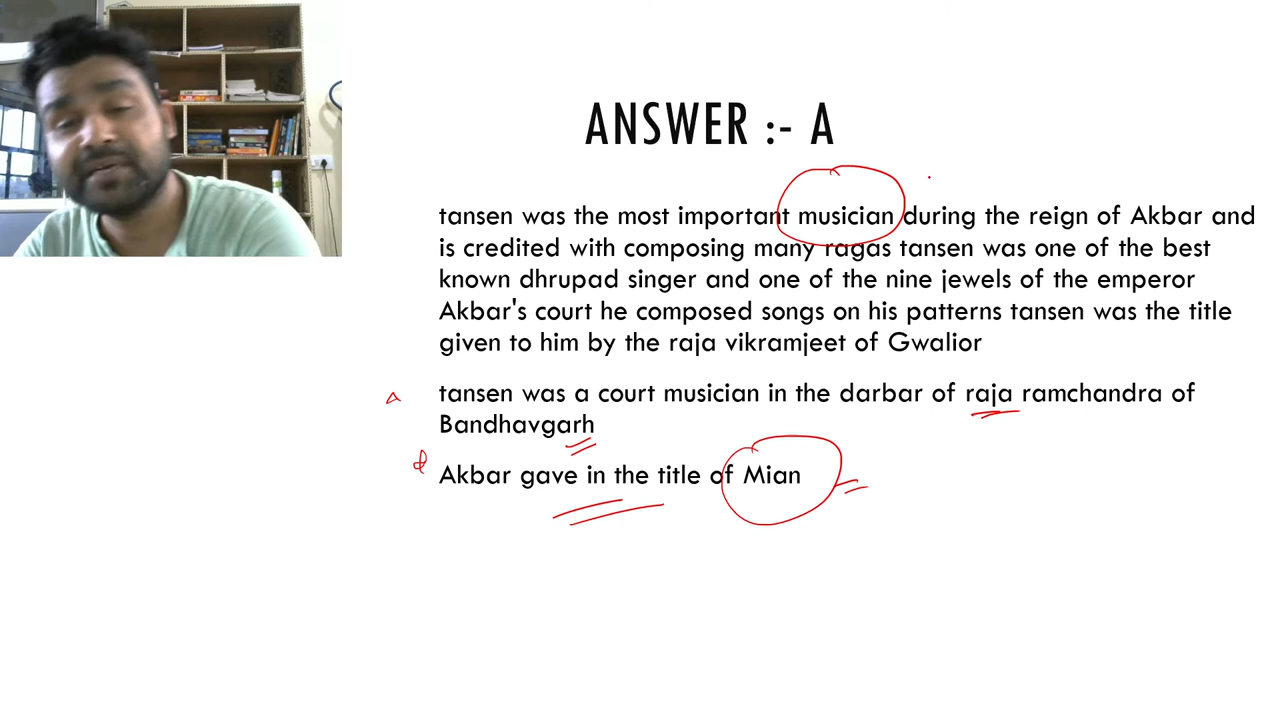 ANSWER :- A
tansen was the most important musician during the reign of Akbar and
is credited with composing many ragas tansen was one of the best
known dhrupad singer and one of the nine jewels of the emperor
Akbar's court he composed songs on his patterns tansen was the title
given to him by the raja vikramjeet of Gwalior
tansen was a court musician in the darbar of raja ramchandra of
Bandhavgarh
Akbar gave in the title of Mian